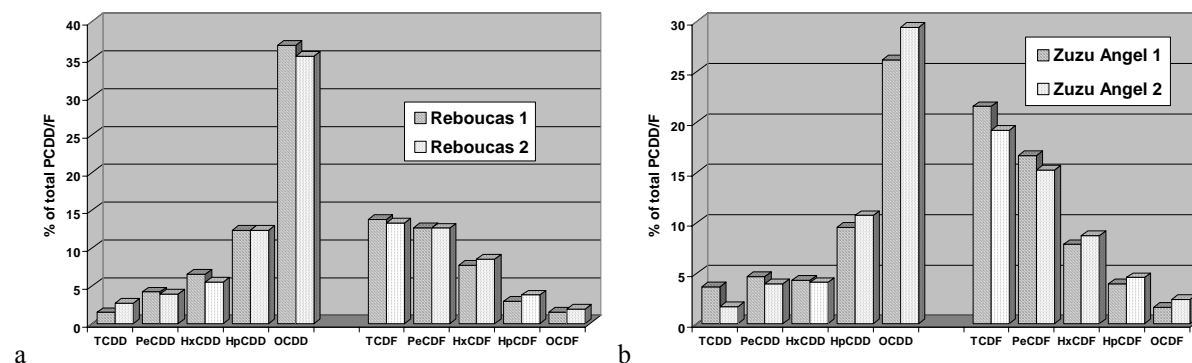 % of total PCDD/F
40
35
30
25
20
15
10
5
0
Reboucas 1
Reboucas 2
TCDD PeCDD HxCDD HpCDD OCDD TCDF PeCDF HxCDF HpCDF OCDF
a
% of total PCDD/F
30
25
20
15
10
5
0
Zuzu Angel 1
Zuzu Angel 2
TCDD PeCDD HxCDD HpCDD OCDD TCDF PeCDF HxCDF HpCDF OCDF
b